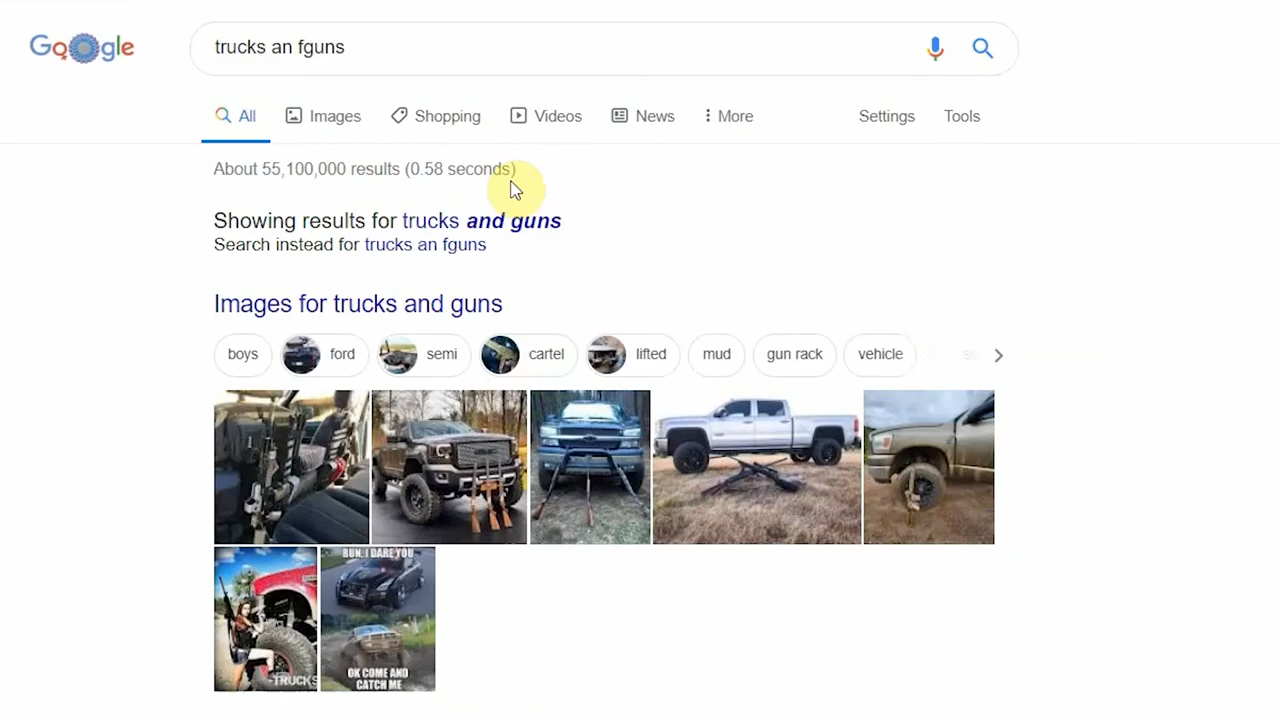 Google
trucks an fguns
All Images Shopping Videos News More Settings Tools
About 55,100,000 results (0.58 seconds)
Showing results for trucks and guns
Search instead for trucks an fguns
Images for trucks and guns
boys ford semi cartel lifted mud gun rack vehicle
RUN, I DARE YOU
-TRUCKS
OK COME AND
CATCH ME